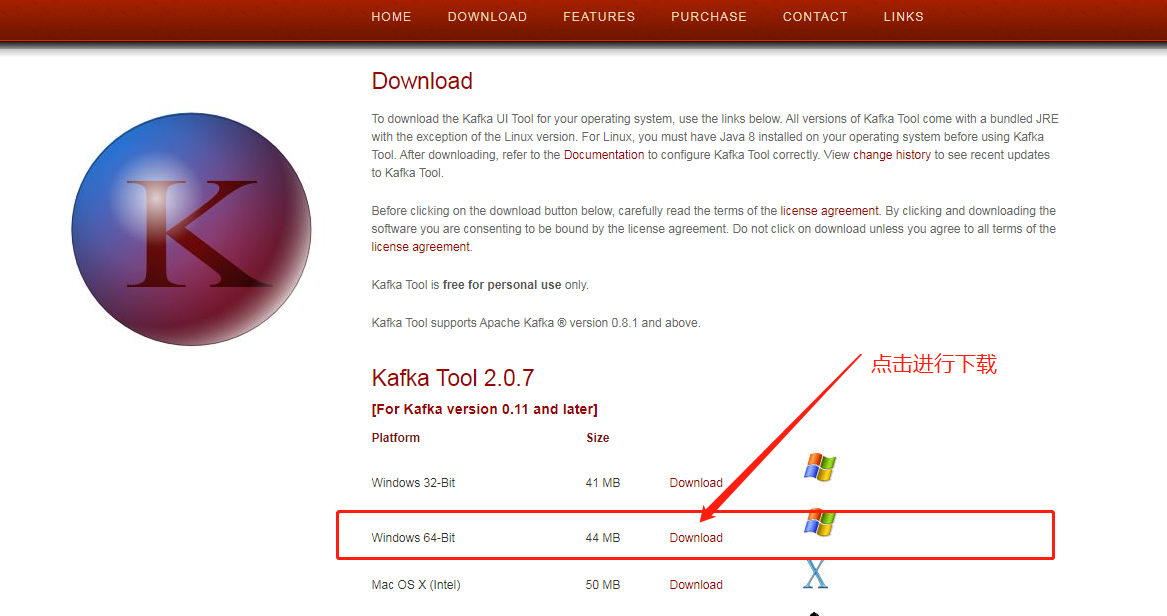 HOME DOWNLOAD FEATURES PURCHASE CONTACT LINKS
Download
To download the Kafka UI Tool for your operating system, use the links below. All versions of Kafka Tool come with a bundled JRE
with the exception of the Linux version. For Linux, you must have Java 8 installed on your operating system before using Kafka
Tool. After downloading, refer to the Documentation to configure Kafka Tool correctly. View change history to see recent updates
to Kafka Tool.
Before clicking on the download button below, carefully read the terms of the license agreement. By clicking and downloading the
software you are consenting to be bound by the license agreement. Do not click on download unless you agree to all terms of the
license agreement.
Kafka Tool is free for personal use only.
Kafka Tool supports Apache Kafka ® version 0.8.1 and above.
点击进行下载
Kafka Tool 2.0.7
[For Kafka version 0.11 and later]
Platform Size
Windows 32-Bit 41 MB Download
Windows 64-Bit 44 MB Download
Mac OS X (Intel) 50 MB Download
K
X